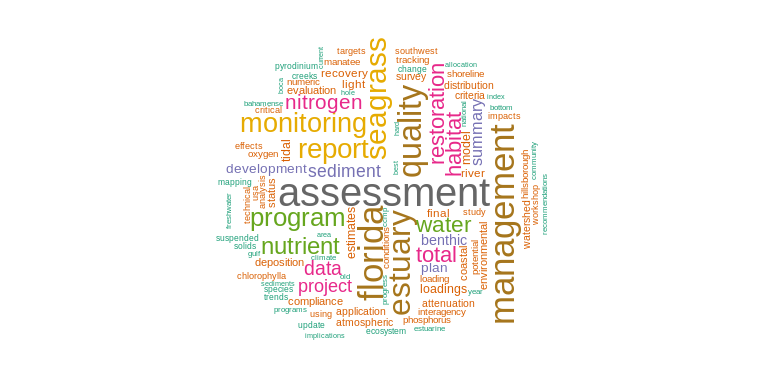 targets
southwest
current
seagrass
manatee
tracking
pyrodinium
change
allocation
creeks
recovery
survey
shoreline
boca
numeric
light
restoration
distribution
evaluation
hole
quality
criteria
index
bahamense
nitrogen
national
summary
bottom
critical
habitat
impacts
monitoring
hard
model
management
effects
tidal
report
oxygen
community
development
sediment
best
river
hillsborough
mapping
status
analysis
usa
technical
assessment
workshop
recommendations
freshwater
program
florida
estuary
final
study
watershed
estimates
comp
water
suspended
area
conditions
benthic
environmental
solids
nutrient
total
coastal
gulf
climate
potential
deposition
data
plan
chlorophylla
old
progress
loading
sediments
project
loadings
year
species
trends
compliance
attenuation
programs
using
application
interagency
update
atmospheric
phosphorus
ecosystem
estuarine
implications